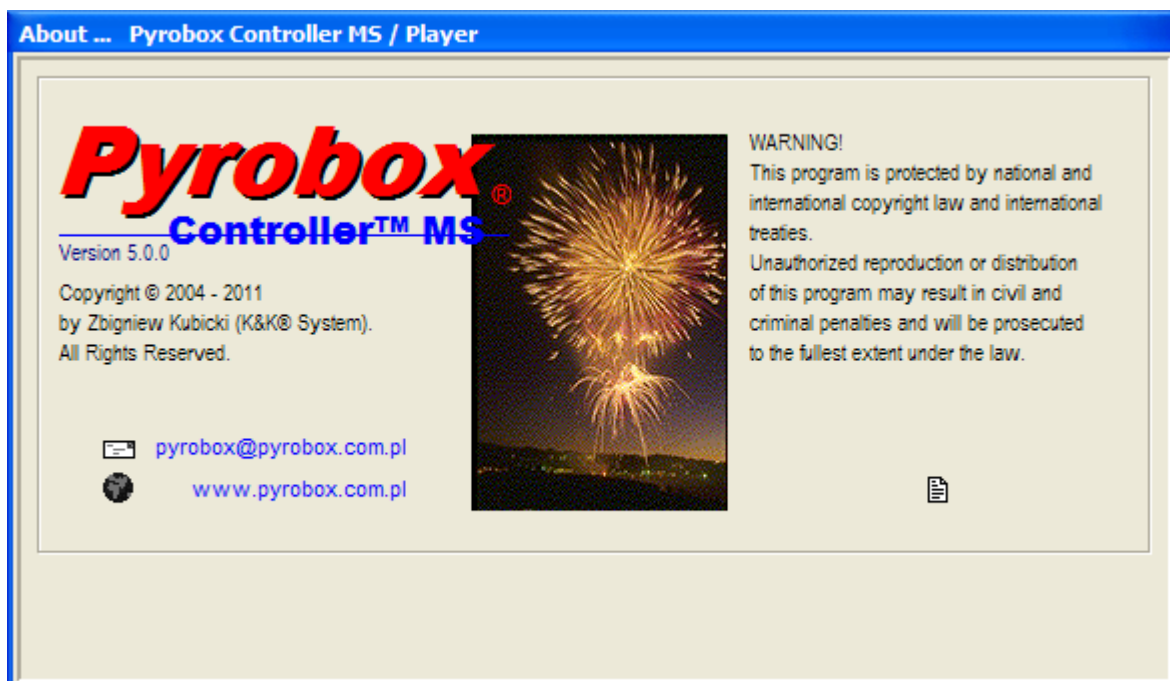 About ... Pyrobox Controller MS / Player
Pyrobox®
Controller™ MS
Version 5.0.0
Copyright © 2004 - 2011
by Zbigniew Kubicki (K&K® System).
All Rights Reserved.
pyrobox@pyrobox.com.pl
www.pyrobox.com.pl
WARNING!
This program is protected by national and
international copyright law and international
treaties.
Unauthorized reproduction or distribution
of this program may result in civil and
criminal penalties and will be prosecuted
to the fullest extent under the law.